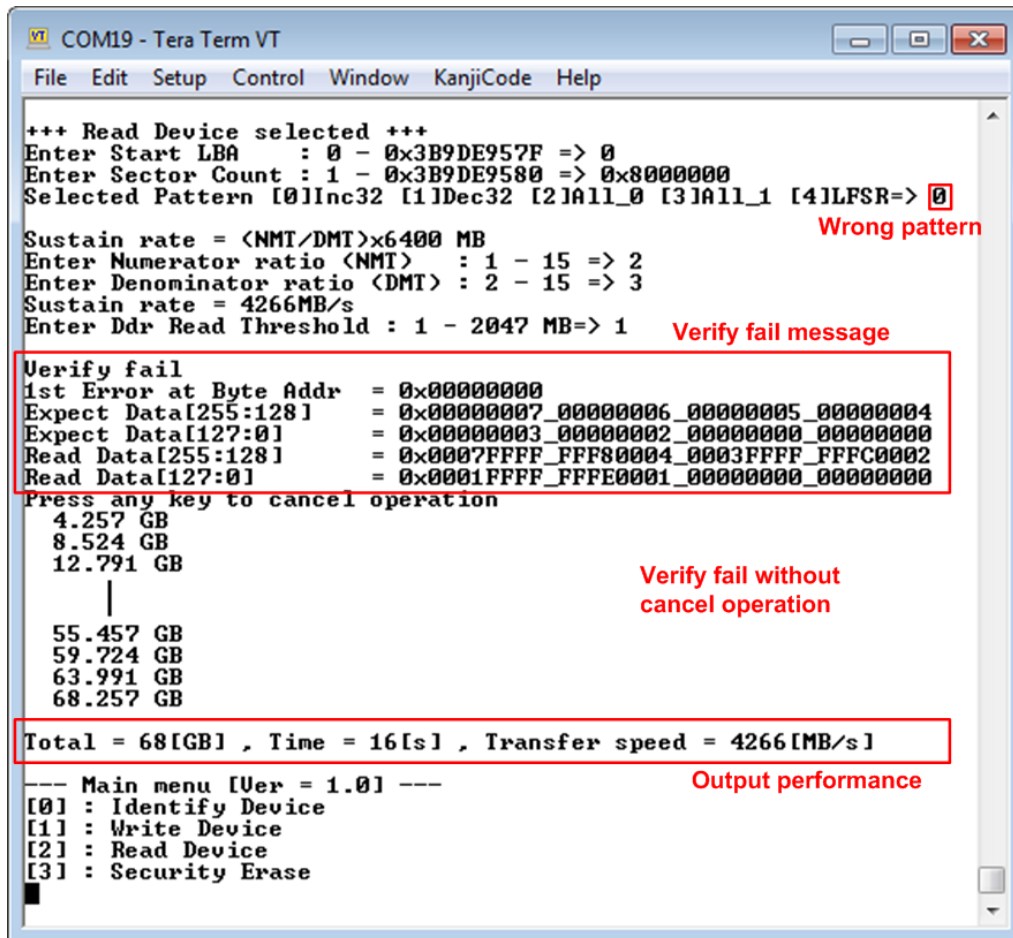 COM19 - Tera Term VT
File Edit Setup Control Window KanjiCode Help
+++ Read Device selected +++
Enter Start LBA : 0 - 0x3B9DE957F => 0
Enter Sector Count : 1 - 0x3B9DE9580 => 0x8000000
Selected Pattern [0]Inc32 [1]Dec32 [2]All_0 [3]All_1 [4]LFSR=> 0
Wrong pattern
Sustain rate = (NMT/DMT)x6400 MB
Enter Numerator ratio (NMT) : 1 - 15 => 2
Enter Denominator ratio (DMT) : 2 - 15 => 3
Sustain rate = 4266MB/s
Enter Ddr Read Threshold : 1 - 2047 MB=> 1
Verify fail message
Verify fail
1st Error at Byte Addr = 0x00000000
Expect Data[255:128] = 0x00000007_00000006_00000005_00000004
Expect Data[127:0] = 0x00000003_00000002_00000000_00000000
Read Data[255:128] = 0x0007FFFF_FFF80004_0003FFFF_FFFC0002
Read Data[127:0] = 0x0001FFFF_FFFE0001_00000000_00000000
Press any key to cancel operation
4.257 GB
8.524 GB
12.791 GB
Verify fail without
cancel operation
55.457 GB
59.724 GB
63.991 GB
68.257 GB
Total = 68[GB] , Time = 16[s] , Transfer speed = 4266[MB/s]
Output performance
--- Main menu [Ver = 1.0] ---
[0] : Identify Device
[1] : Write Device
[2] : Read Device
[3] : Security Erase